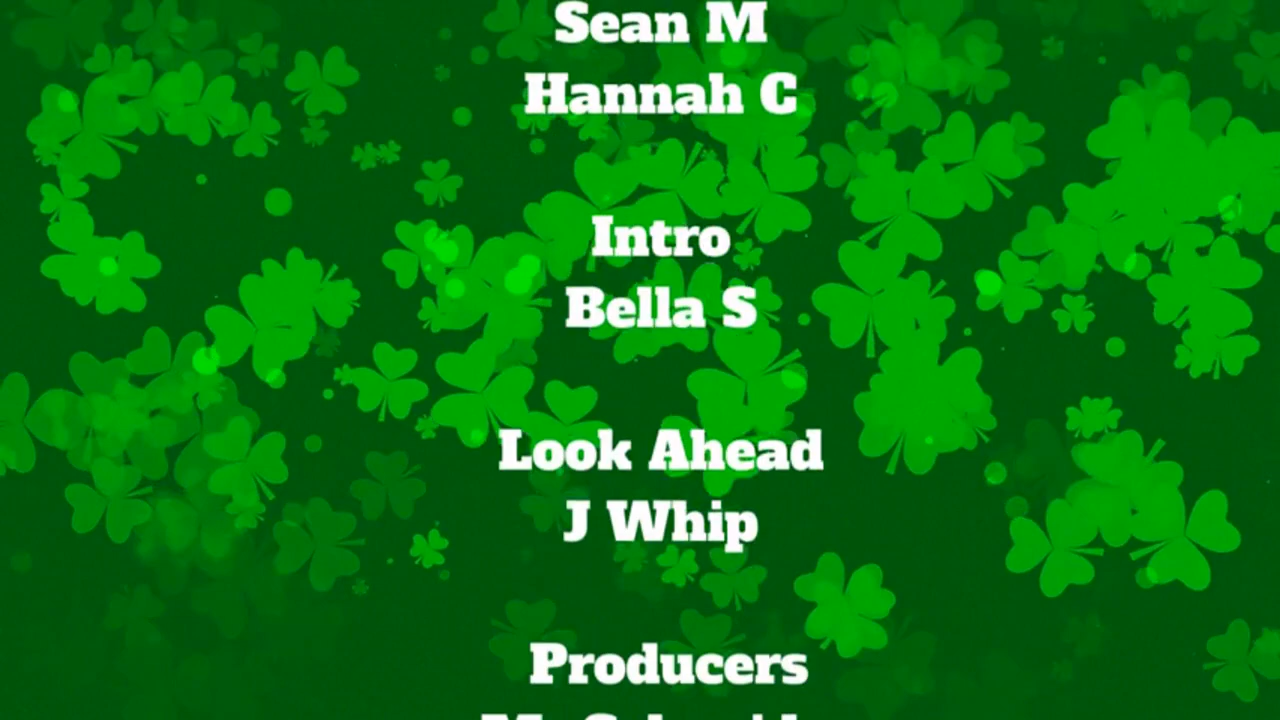 Sean M
Hannah C
Intro
Bella S
Look Ahead
J Whip
Producers